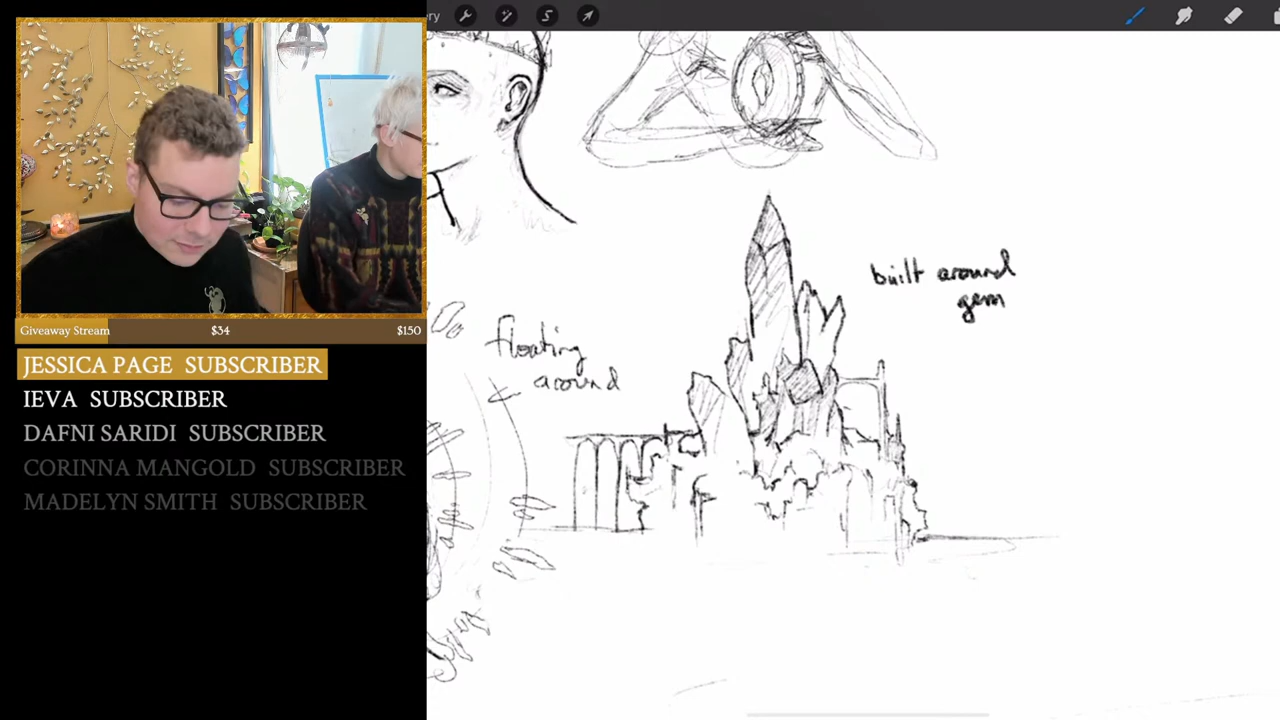 ry
Giveaway Stream $34 $150
JESSICA PAGE SUBSCRIBER
IEVA SUBSCRIBER
DAFNI SARIDI SUBSCRIBER
CORINNA MANGOLD SUBSCRIBER
MADELYN SMITH SUBSCRIBER
floating
around
built around
gem